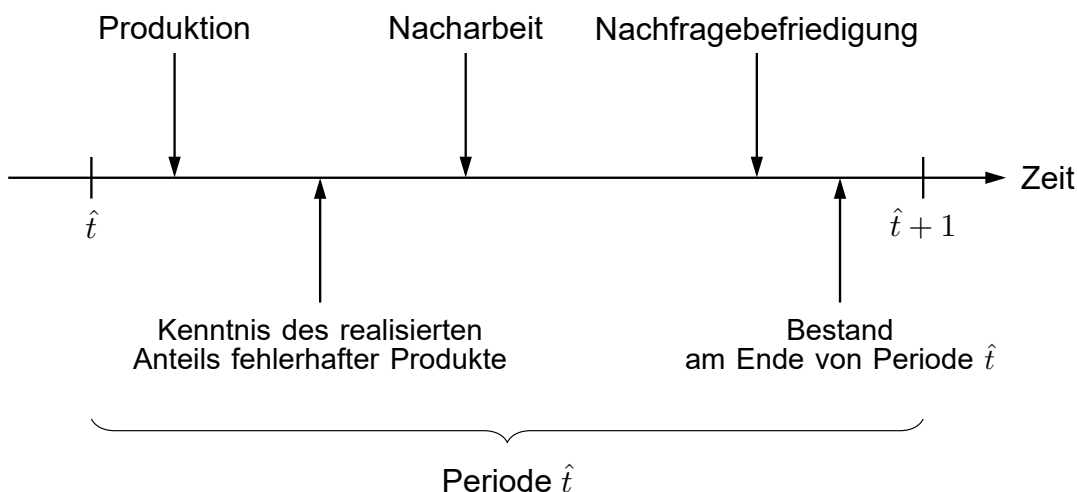 Produktion
Nacharbeit
Nachfragebefriedigung
Zeit
t̂
t̂ + 1
Kenntnis des realisierten
Anteils fehlerhafter Produkte
Bestand
am Ende von Periode t̂
Periode t̂